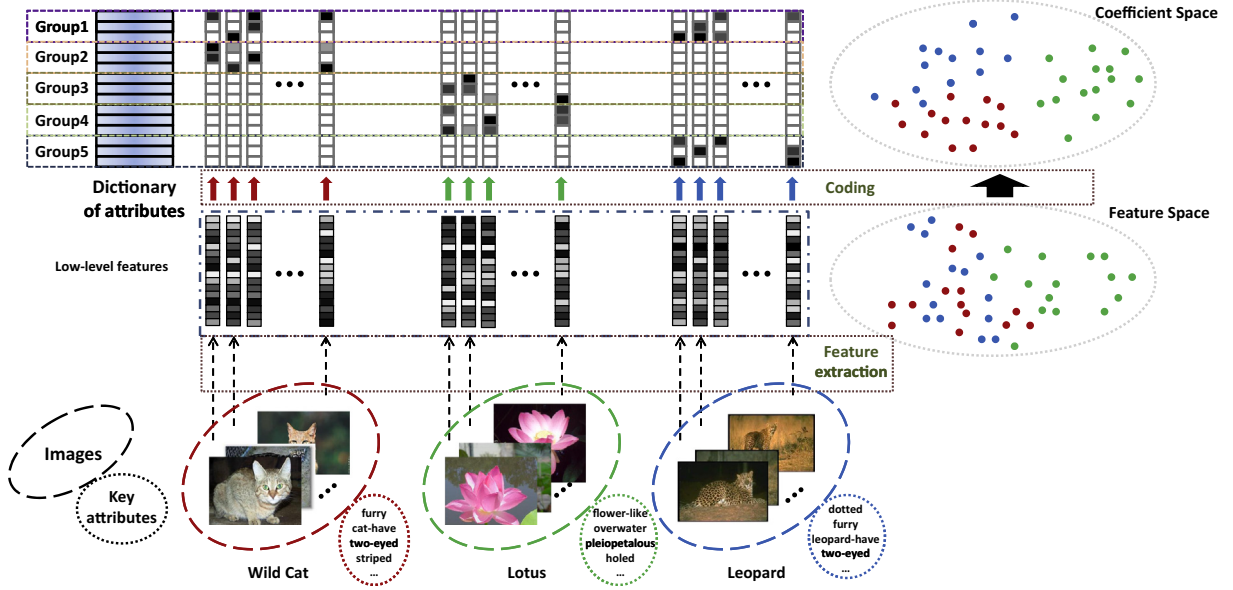 Group1
Group2
Group3
Group4
Group5
Coefficient Space
Dictionary
of attributes
Coding
Feature Space
Low-level features
Feature
extraction
Images
Key
attributes
furry
cat-have
two-eyed
striped
...
flower-like
overwater
pleiopetalous
holed
...
dotted
furry
leopard-have
two-eyed
...
Wild Cat
Lotus
Leopard